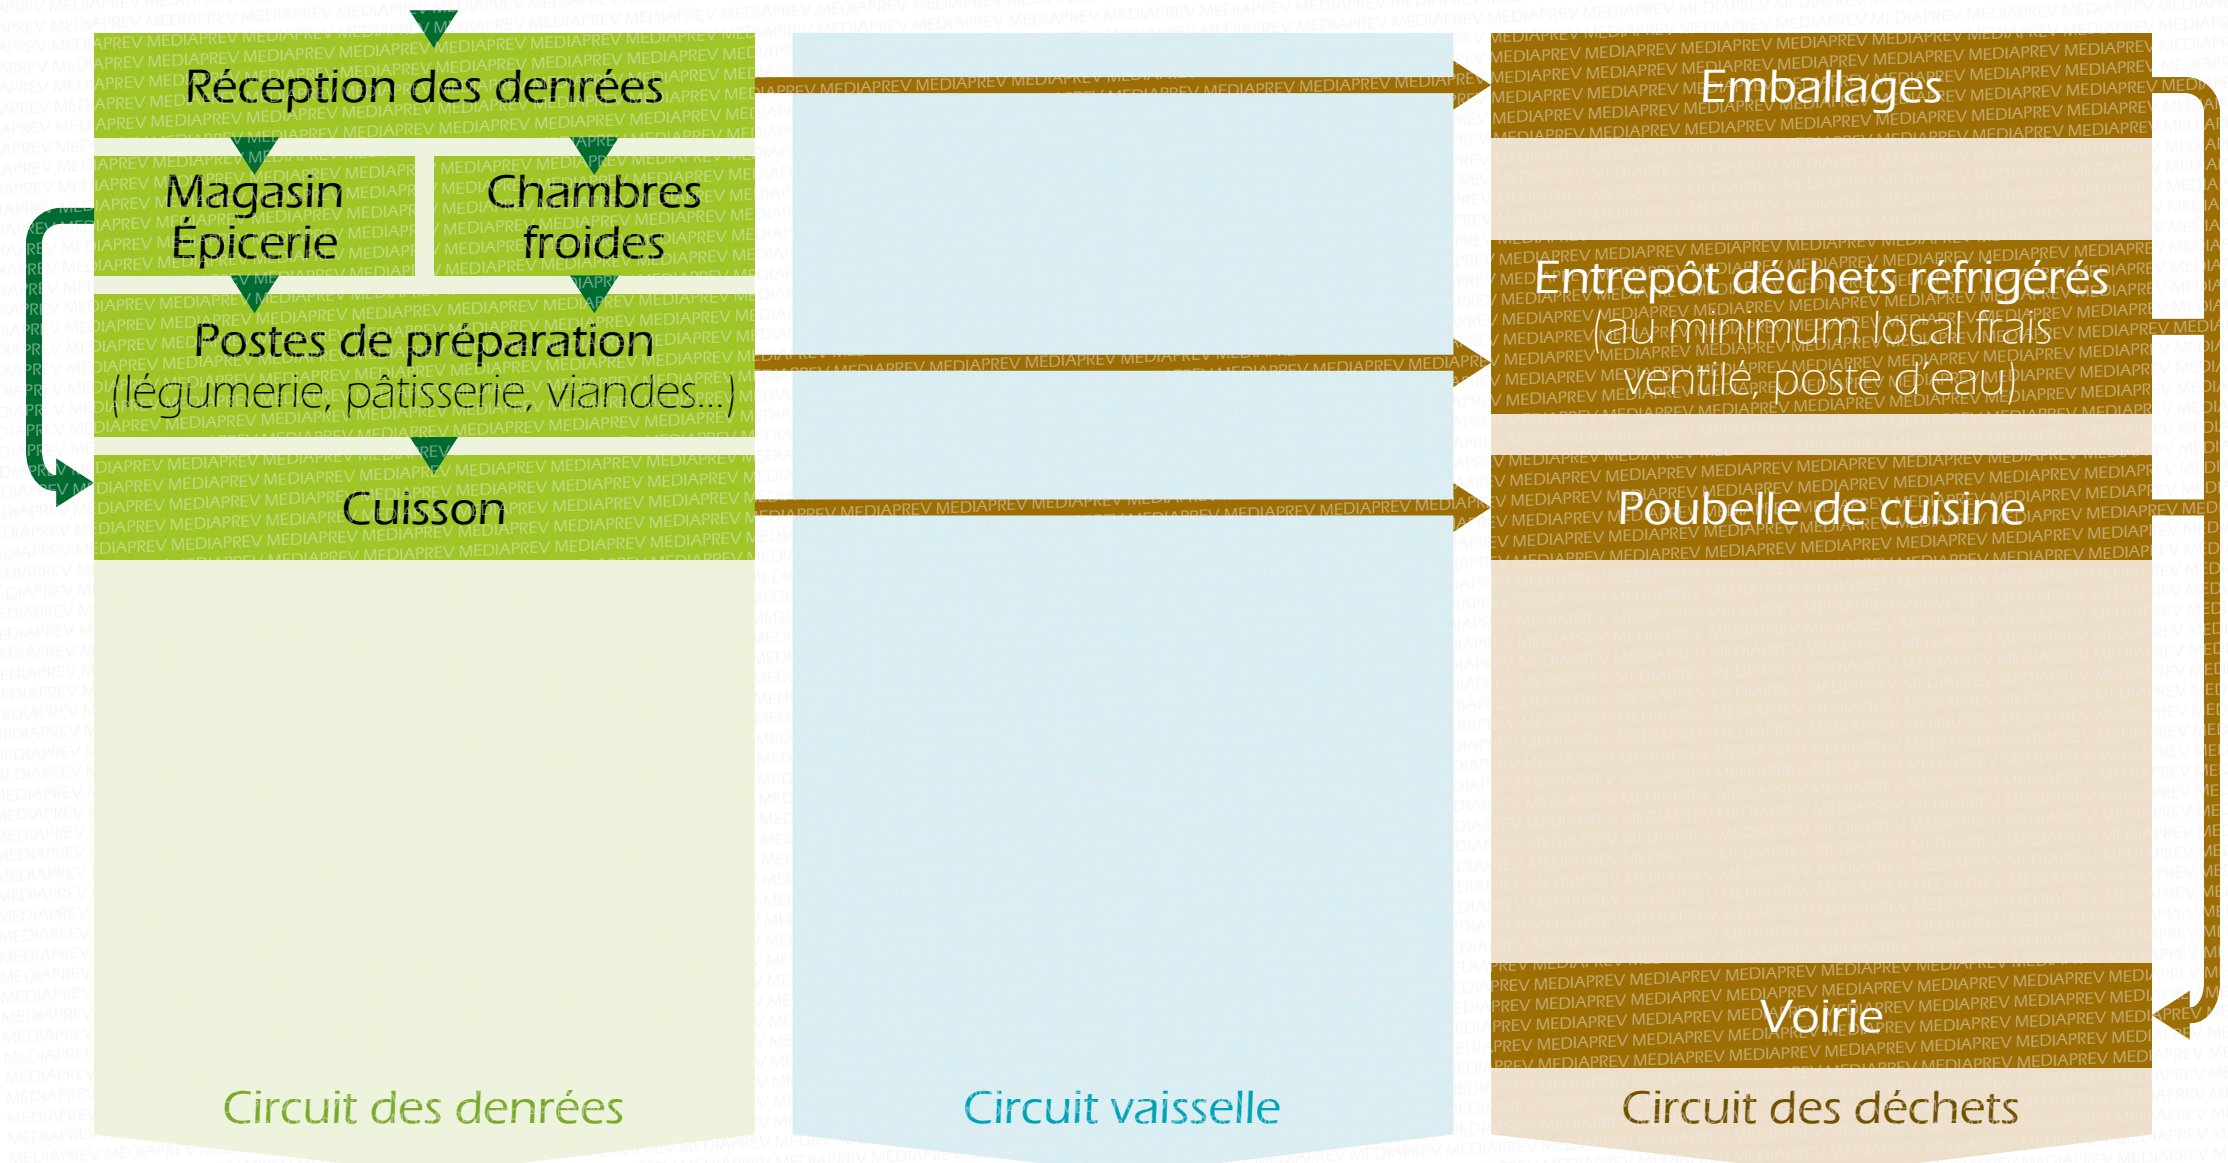 Réception des denrées
Magasin
Épicerie
Chambres
froides
Postes de préparation
(légumerie, pâtisserie, viandes...)
Cuisson
Circuit des denrées
Circuit vaisselle
Emballages
Entrepôt déchets réfrigérés
(au minimum local frais
ventilé, poste d'eau)
Poubelle de cuisine
Voirie
Circuit des déchets
MEDIAPREV